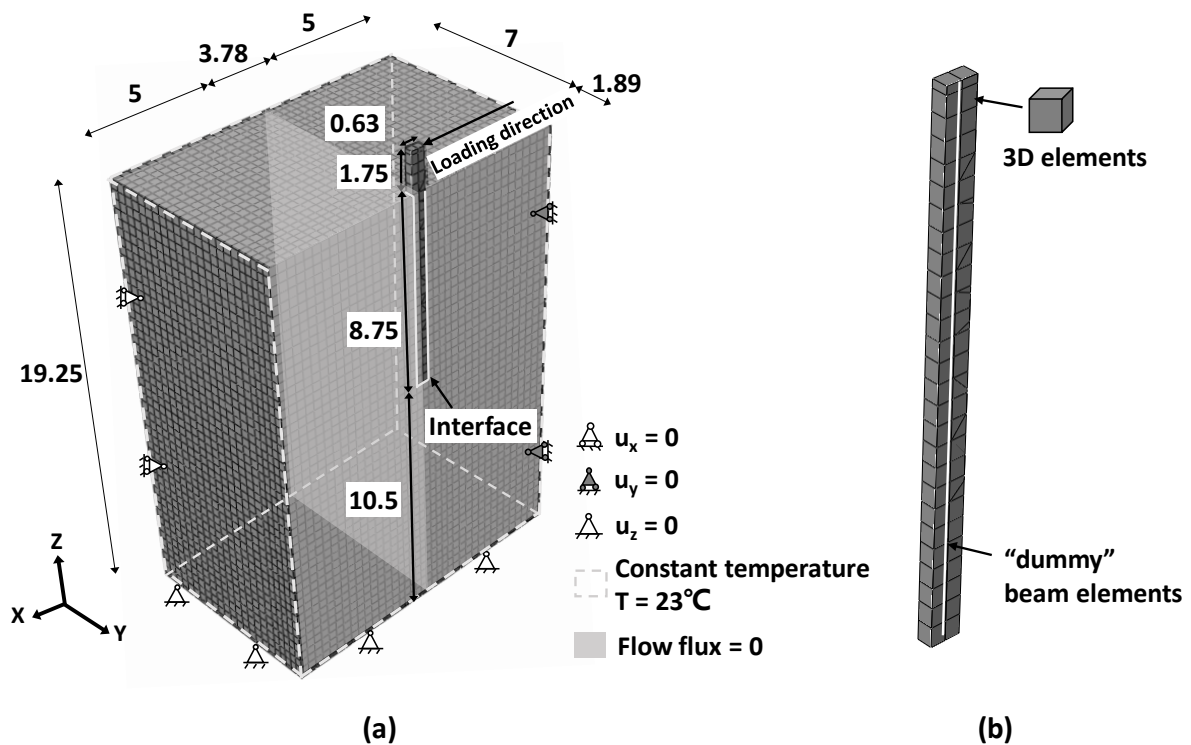 5
3.78
5
7
1.89
0.63
Loading direction
1.75
8.75
19.25
Interface
10.5
Z
X
Y
uₓ = 0
u_y = 0
u_z = 0
Constant temperature
T = 23℃
Flow flux = 0
(a)
3D elements
“dummy”
beam elements
(b)